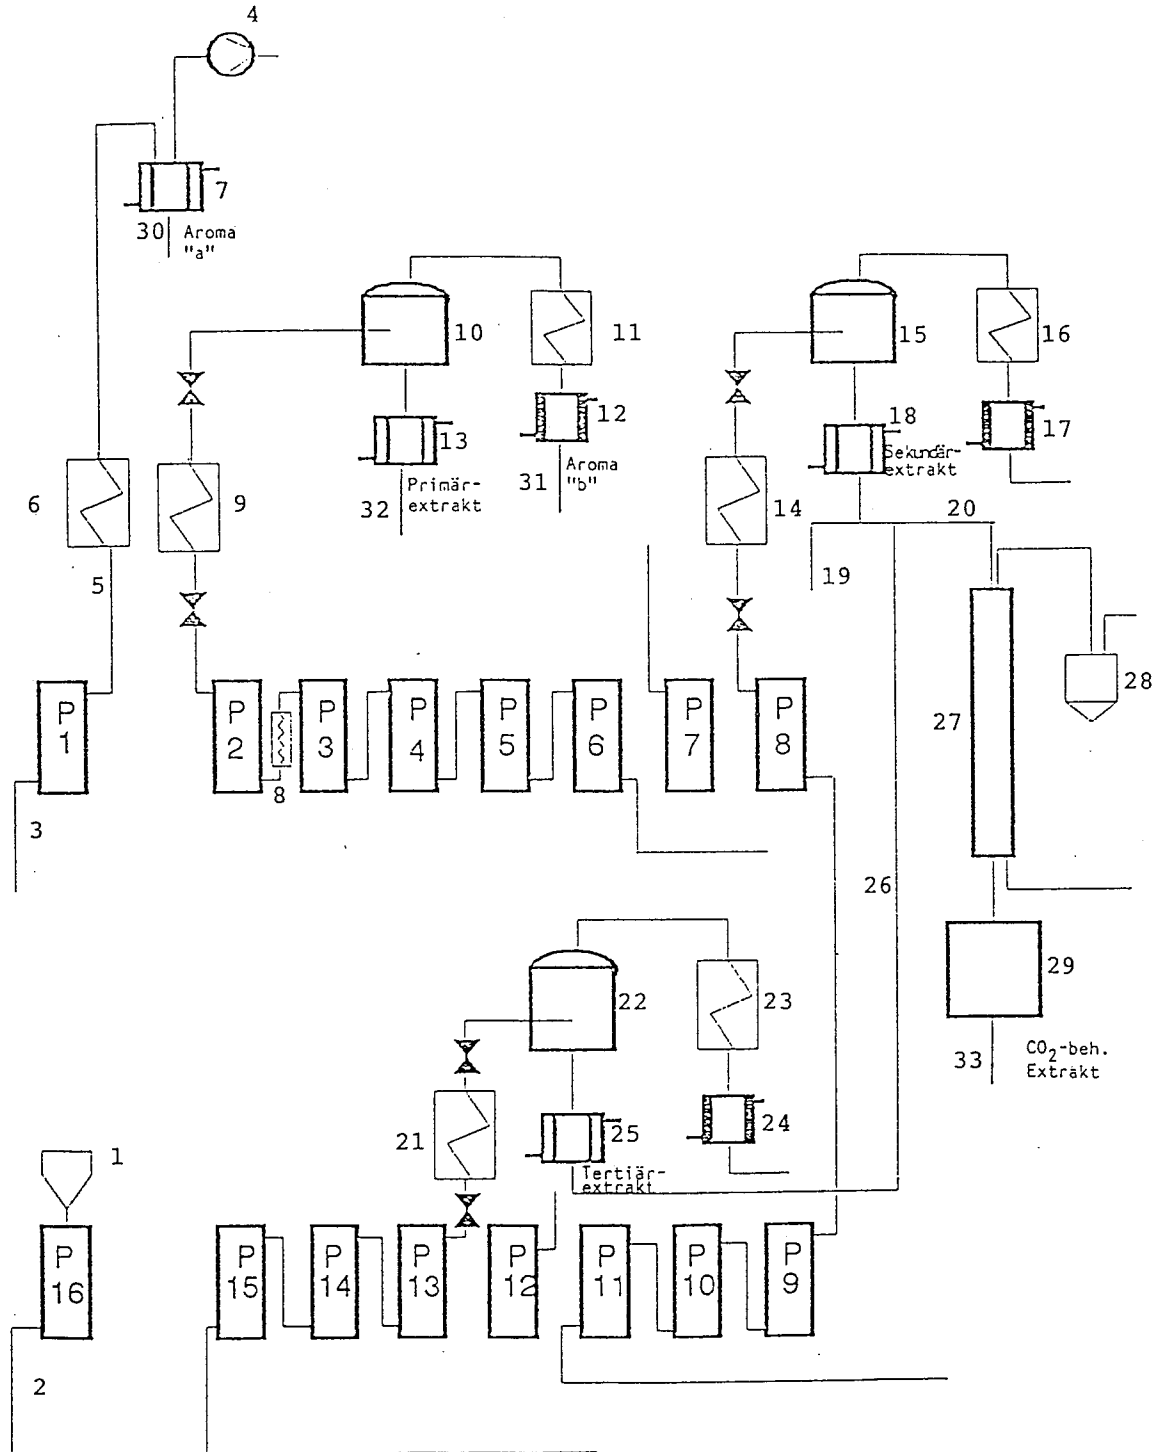 4
7
30 Aroma
"a"
10
11
15
16
12
13
18
17
6
9
Primär-
32 extrakt
31 Aroma
"b"
Sekundär-
extrakt
14
20
5
19
P
1
P
2
P
3
P
4
P
5
P
6
P
7
P
8
27
28
8
3
26
22
23
29
33 CO₂-beh.
Extrakt
21
25
24
1
Tertiär-
extrakt
P
16
P
15
P
14
P
13
P
12
P
11
P
10
P
9
2